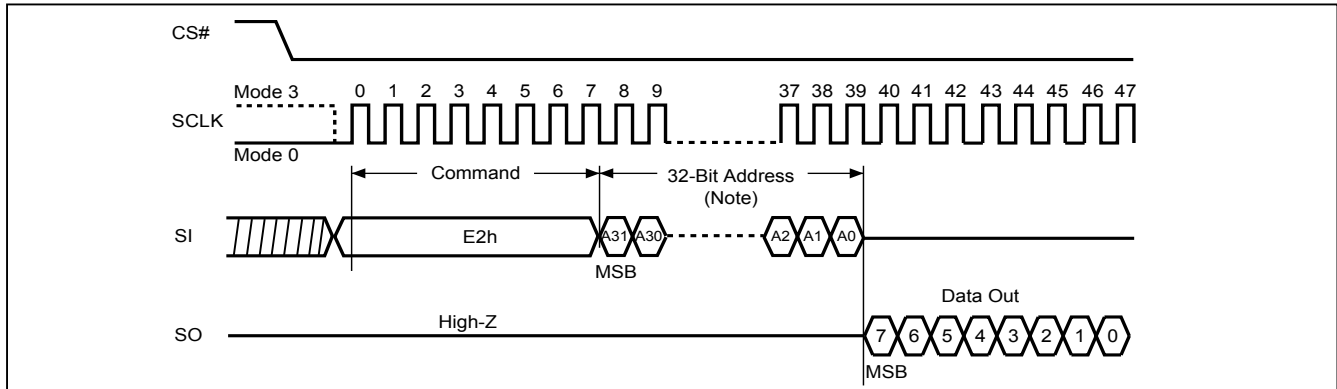 CS#
Mode 3 0 1 2 3 4 5 6 7 8 9 37 38 39 40 41 42 43 44 45 46 47
SCLK
Mode 0
Command 32-Bit Address
(Note)
SI E2h A31 A30 A2 A1 A0
MSB
Data Out
High-Z
SO 7 6 5 4 3 2 1 0
MSB